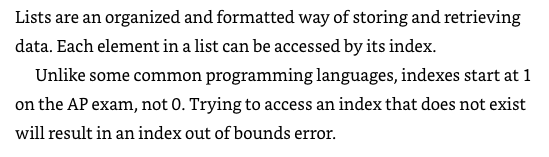 Lists are an organized and formatted way of storing and retrieving
data. Each element in a list can be accessed by its index.
Unlike some common programming languages, indexes start at 1
on the AP exam, not 0. Trying to access an index that does not exist
will result in an index out of bounds error.